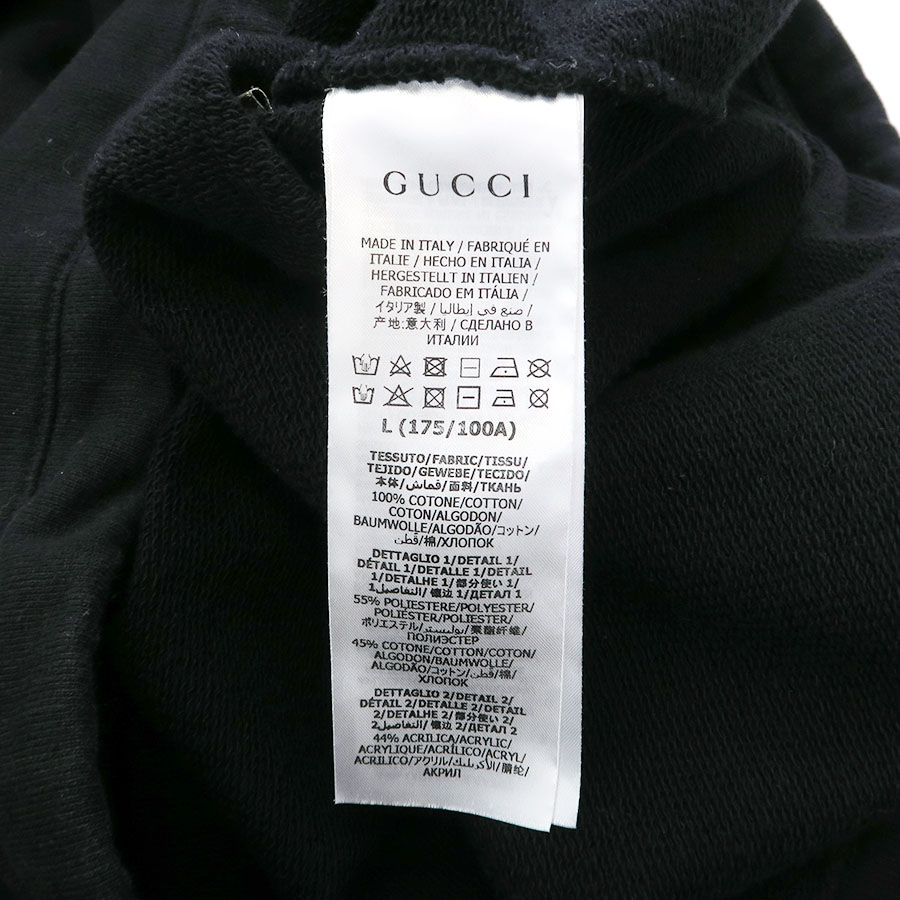 GUCCI
MADE IN ITALY / FABRIQUÉ EN
ITALIE / HECHO EN ITALIA /
HERGESTELLT IN ITALIEN /
FABRICADO EM ITÁLIA /
イタリア製 / صنع في إيطاليا /
产地:意大利 / СДЕЛАНО В
ИТАЛИИ
L (175/100A)
TESSUTO/FABRIC/TISSU/
TEJIDO/GEWEBE/TECIDO/
本体/قماش/面料/ТКАНЬ
100% COTONE/COTTON/
COTON/ALGODON/
BAUMWOLLE/ALGODÃO/コットン/
قطن/棉/ХЛОПОК
DETTAGLIO 1/DETAIL 1/
DÉTAIL 1/DETALLE 1/DETAIL
1/DETALHE 1/部分使い 1/
التفاصيل1/镶边 1/ДЕТАЛ 1
55% POLIESTERE/POLYESTER/
POLIESTER/POLYESTER/
POLIÉSTER/POLIESTER/
ポリエステル/بوليستر/聚酯纤维/
ПОЛИЭСТЕР
45% COTONE/COTTON/COTON/
ALGODON/BAUMWOLLE/
ALGODÃO/コットン/قطن/棉/
ХЛОПОК
DETTAGLIO 2/DETAIL 2/
DÉTAIL 2/DETALLE 2/DETAIL
2/DETALHE 2/部分使い 2/
التفاصيل2/镶边 2/ДЕТАЛ 2
44% ACRILICA/ACRYLIC/
ACRYLIQUE/ACRÍLICO/ACRYL/
ACRILICO/アクリル/الأكريليك/腈纶/
АКРИЛ